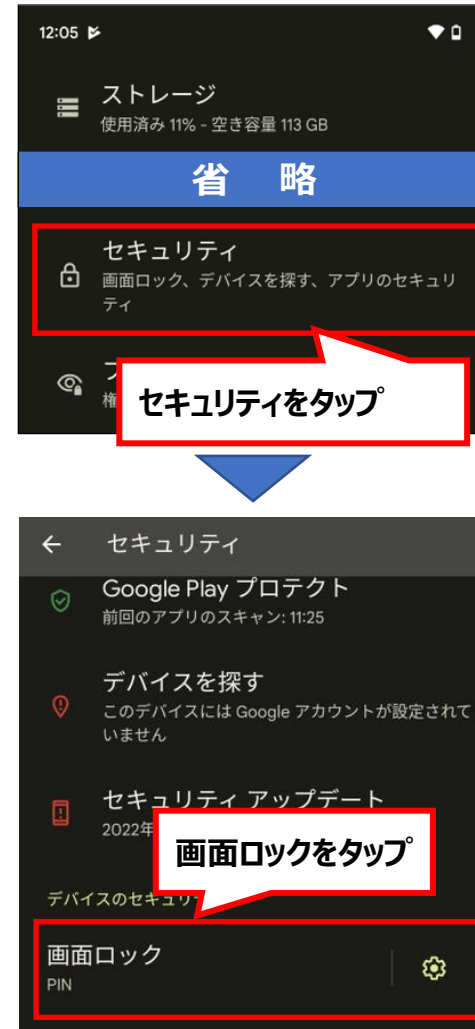 12:05
ストレージ
使用済み 11% - 空き容量 113 GB
省 略
セキュリティ
画面ロック、デバイスを探す、アプリのセキュリ
ティ
セキュリティをタップ
セキュリティ
Google Play プロテクト
前回のアプリのスキャン: 11:25
デバイスを探す
このデバイスには Google アカウントが設定されて
いません
セキュリティ アップデート
2022年
画面ロックをタップ
デバイスのセキュリ
画面ロック
PIN